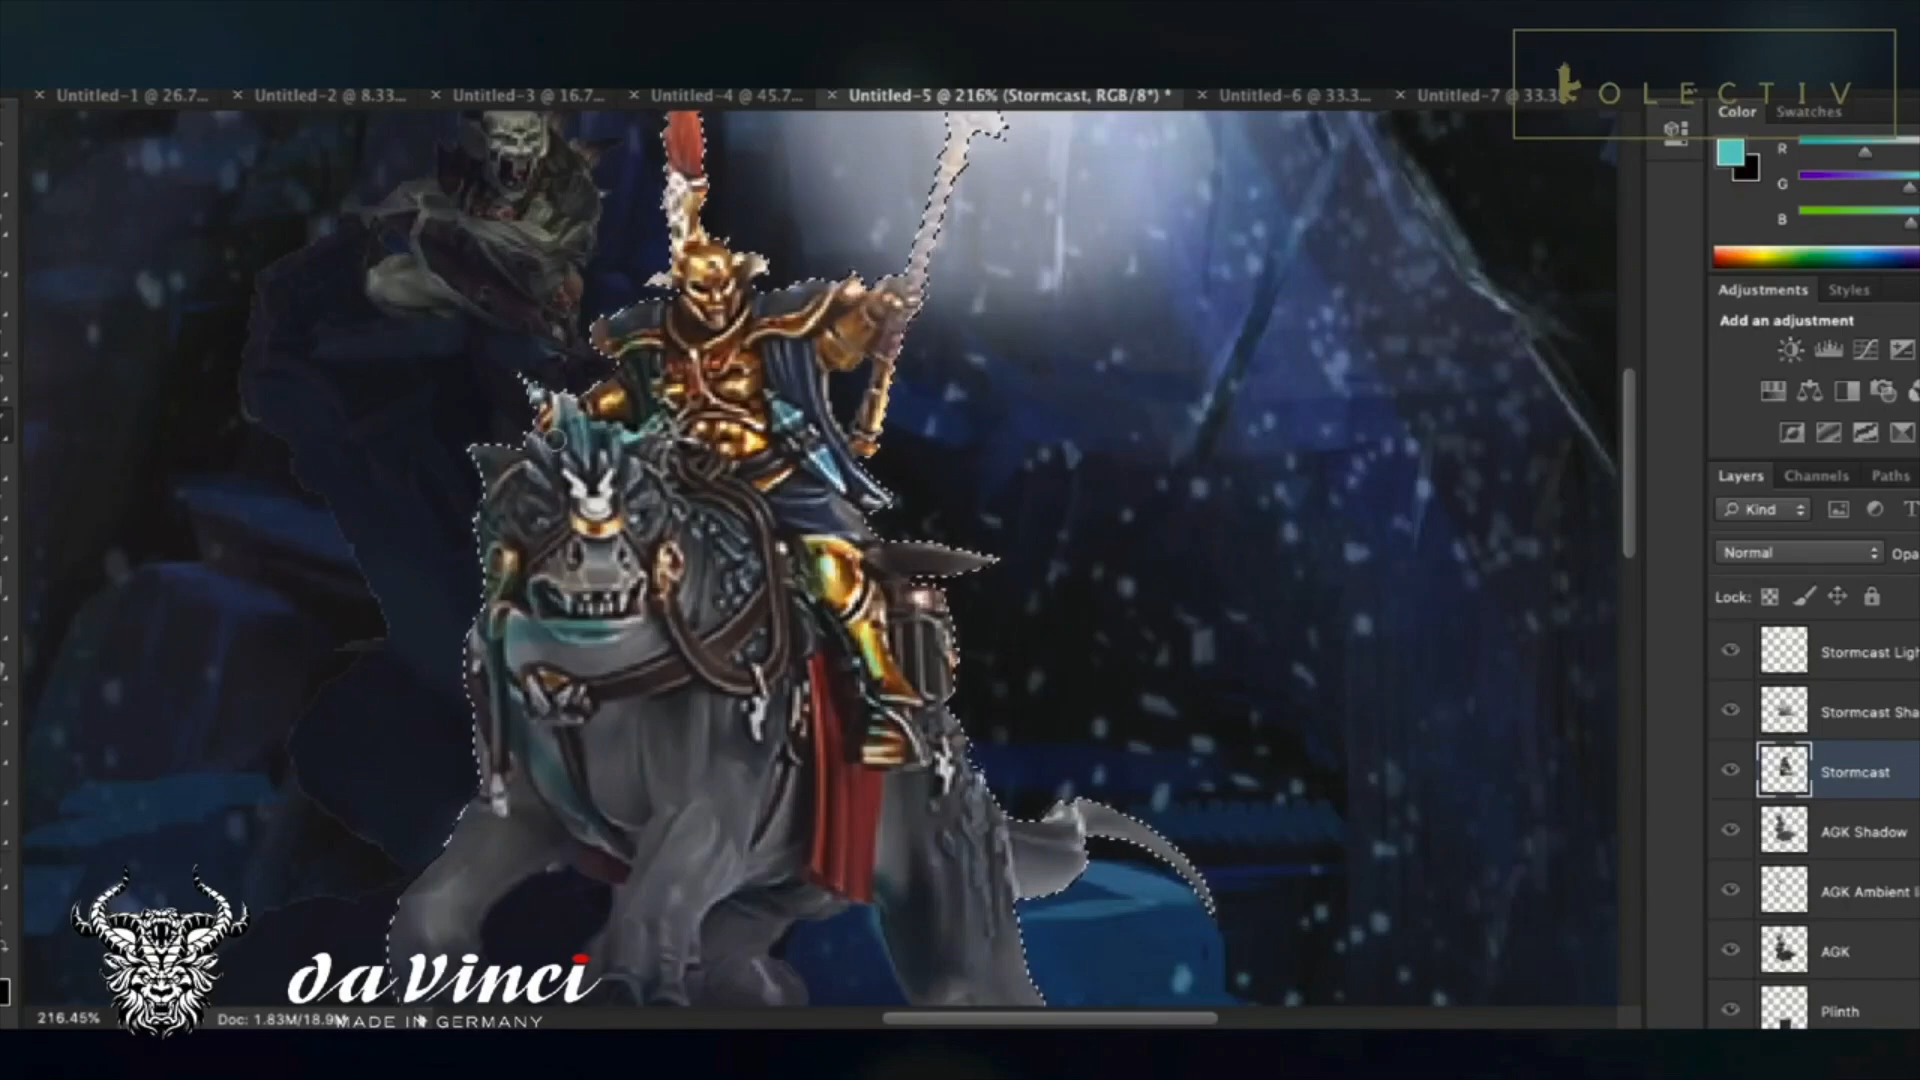 KOLECTIV
× Untitled-1 @ 26.7... × Untitled-2 @ 8.33... × Untitled-3 @ 16.7... × Untitled-4 @ 45.7... × Untitled-5 @ 216% (Stormcast, RGB/8*) * × Untitled-6 @ 33.3... × Untitled-7 @ 33.3
Color Swatches
R
G
B
Adjustments Styles
Add an adjustment
Layers Channels Paths
Kind
Normal Opa
Lock:
Stormcast Ligh
Stormcast Sha
Stormcast
AGK Shadow
AGK Ambient li
AGK
Plinth
da Vinci
MADE IN GERMANY
216.45% Doc: 1.83M/18.9M